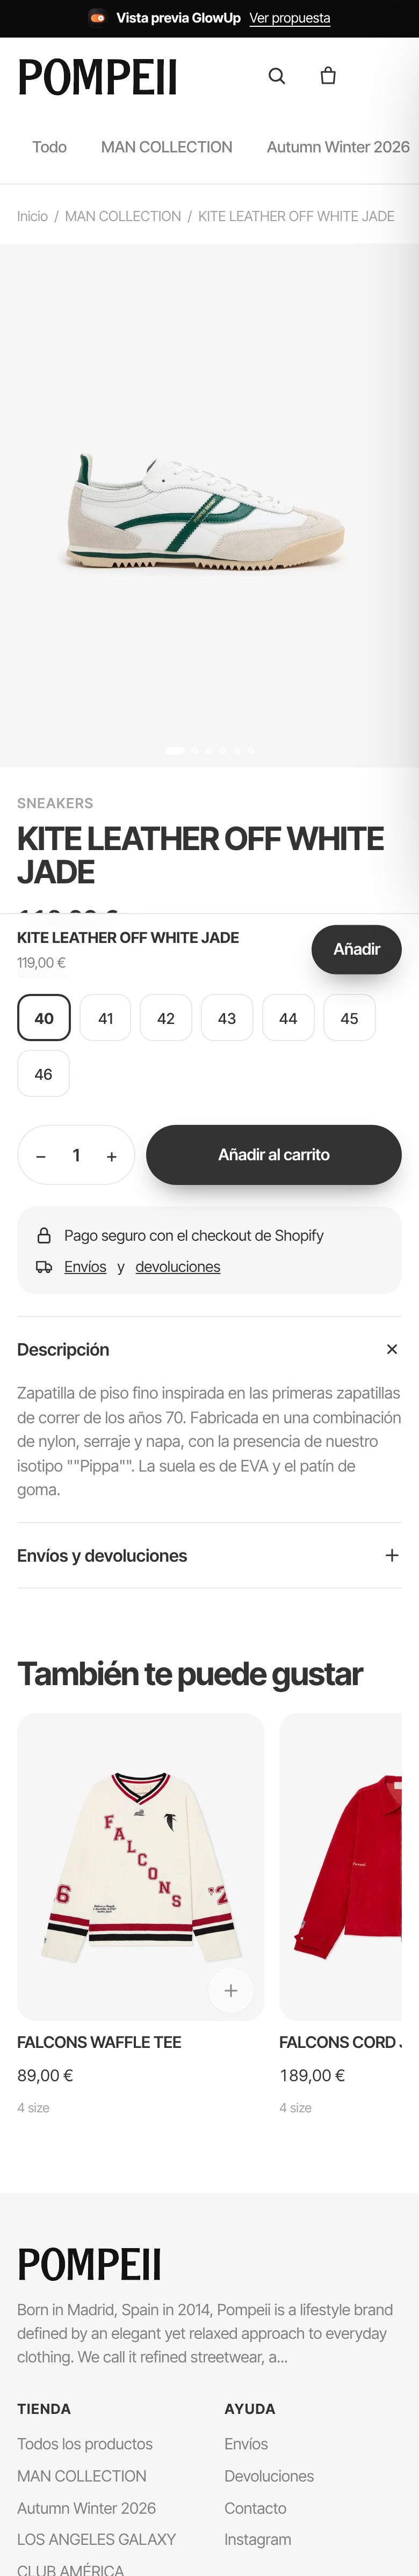 Vista previa GlowUp Ver propuesta
POMPEII
Todo MAN COLLECTION Autumn Winter 2026
Inicio / MAN COLLECTION / KITE LEATHER OFF WHITE JADE
SNEAKERS
KITE LEATHER OFF WHITE
JADE
KITE LEATHER OFF WHITE JADE
119,00 €
Añadir
40 41 42 43 44 45
46
− 1 +
Añadir al carrito
Pago seguro con el checkout de Shopify
Envíos y devoluciones
Descripción
Zapatilla de piso fino inspirada en las primeras zapatillas
de correr de los años 70. Fabricada en una combinación
de nylon, serraje y napa, con la presencia de nuestro
isotipo ""Pippa"". La suela es de EVA y el patín de
goma.
Envíos y devoluciones
También te puede gustar
FALCONS
6
2
FALCONS WAFFLE TEE
89,00 €
4 size
FALCONS CORD
189,00 €
4 size
POMPEII
Born in Madrid, Spain in 2014, Pompeii is a lifestyle brand
defined by an elegant yet relaxed approach to everyday
clothing. We call it refined streetwear, a...
TIENDA
Todos los productos
MAN COLLECTION
Autumn Winter 2026
LOS ANGELES GALAXY
CLUB AMÉRICA
AYUDA
Envíos
Devoluciones
Contacto
Instagram